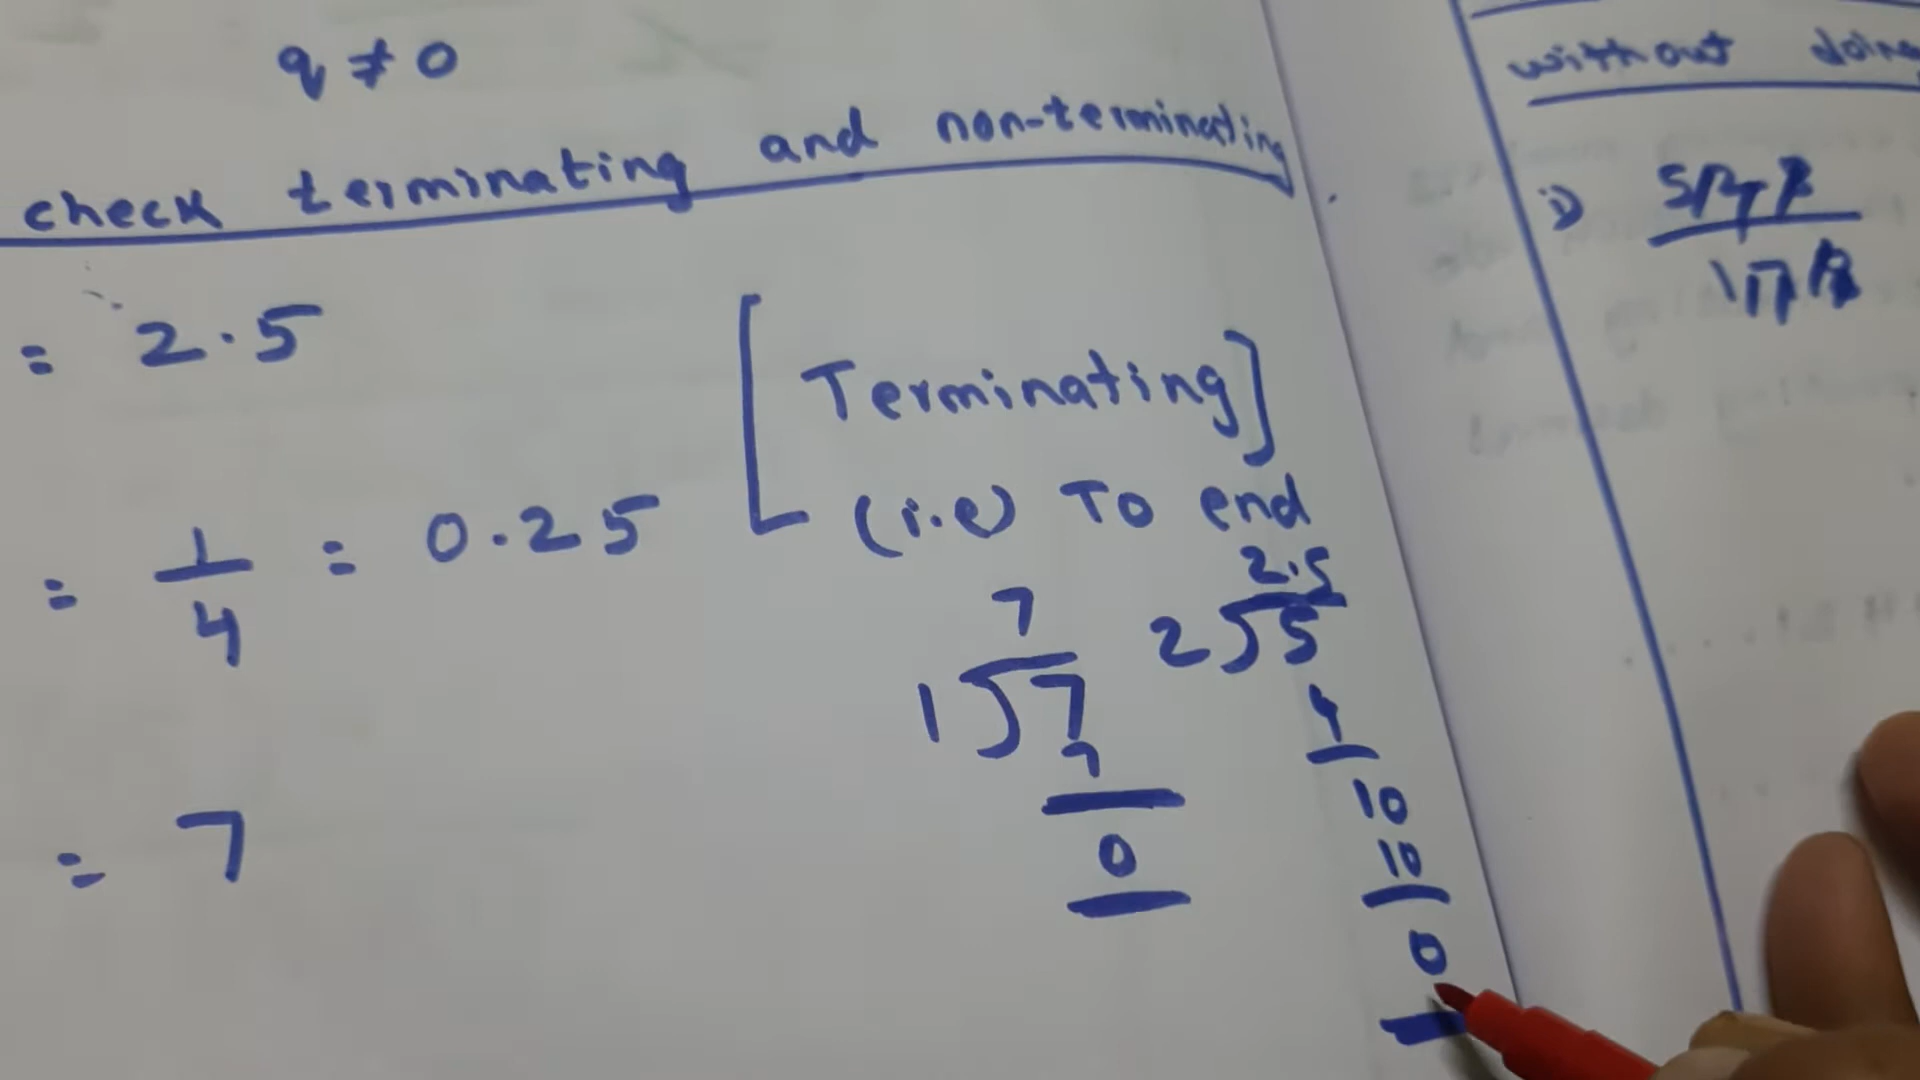 q ≠ 0
check terminating and non-terminating
= 2.5
[Terminating]
(i.e) To end
= 1/4 = 0.25
= 7
7
1)7
7
0
2.5
2)5
4
10
10
0
without doing
i)